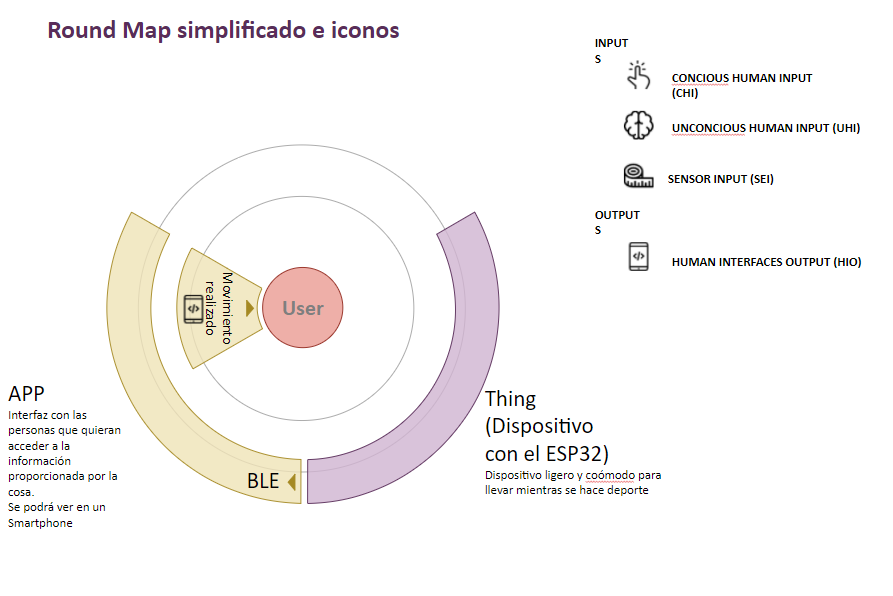 Round Map simplificado e iconos
INPUT
S
CONCIOUS HUMAN INPUT
(CHI)
UNCONCIOUS HUMAN INPUT (UHI)
SENSOR INPUT (SEI)
OUTPUT
S
HUMAN INTERFACES OUTPUT (HIO)
Movimiento
realizado
User
APP
Interfaz con las
personas que quieran
acceder a la
información
proporcionada por la
cosa.
Se podrá ver en un
Smartphone
BLE
Thing
(Dispositivo
con el ESP32)
Dispositivo ligero y coómodo para
llevar mientras se hace deporte